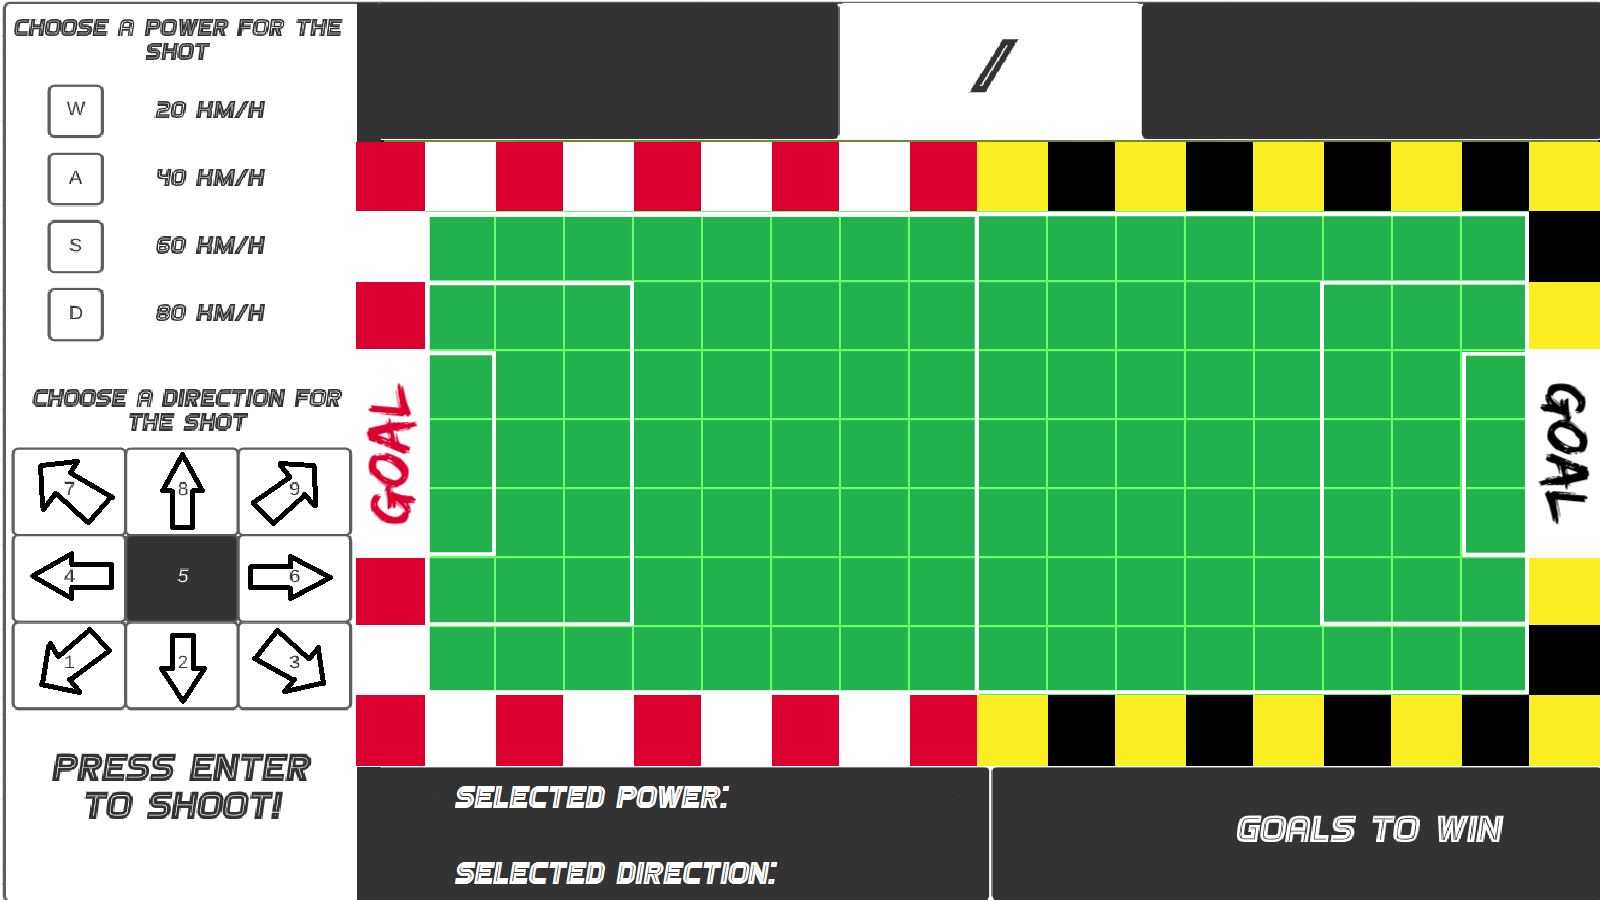 CHOOSE A POWER FOR THE
SHOT
W 20 KM/H
A 40 KM/H
S 60 KM/H
D 80 KM/H
CHOOSE A DIRECTION FOR
THE SHOT
7 8 9
4 5 6
1 2 3
PRESS ENTER
TO SHOOT!
/
GOAL
GOAL
SELECTED POWER:
SELECTED DIRECTION:
GOALS TO WIN